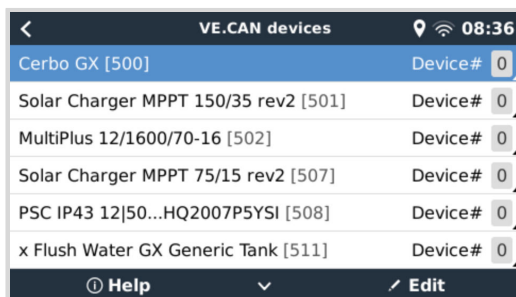 VE.CAN devices 08:36
Cerbo GX [500] Device# 0
Solar Charger MPPT 150/35 rev2 [501] Device# 0
MultiPlus 12/1600/70-16 [502] Device# 0
Solar Charger MPPT 75/15 rev2 [507] Device# 0
PSC IP43 12|50...HQ2007P5YSI [508] Device# 0
x Flush Water GX Generic Tank [511] Device# 0
Help Edit